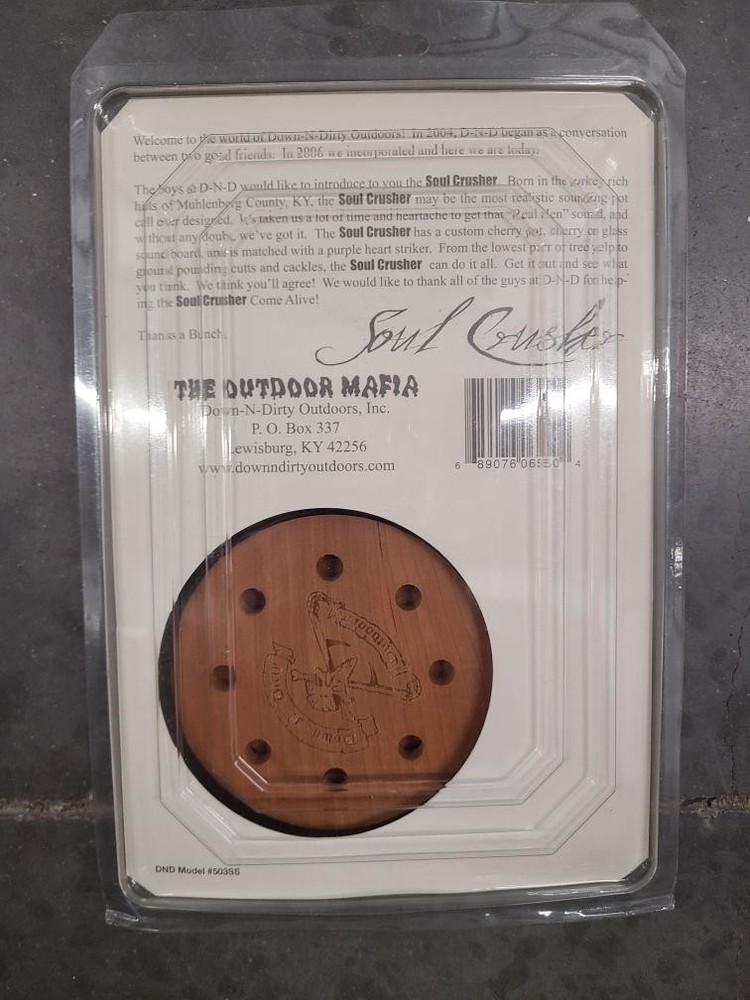 Welcome to the world of Down-N-Dirty Outdoors! In 2004, D-N-D began as a conversation
between two good friends. In 2006 we incorporated and here we are today.
The boys @ D-N-D would like to introduce to you the Soul Crusher. Born in the turkey rich
hills of Muhlenberg County, KY, the Soul Crusher may be the most realistic sounding pot
call ever designed. It's taken us a lot of time and heartache to get that "Real Hen" sound, and
without any doubt, we've got it. The Soul Crusher has a custom cherry pot, cherry on glass
sound board, and is matched with a purple heart striker. From the lowest purr or tree yelp to
ground pounding cutts and cackles, the Soul Crusher can do it all. Get it out and see what
you think. We think you'll agree! We would like to thank all of the guys at D-N-D for help-
ing the Soul Crusher Come Alive!
Thanks a Bunch,
Soul Crusher
THE OUTDOOR MAFIA
Down-N-Dirty Outdoors, Inc.
P. O. Box 337
Lewisburg, KY 42256
www.downndirtyoutdoors.com
6 89076 06550 4
Outdoors
Down N Dirty
DND Model #503SS